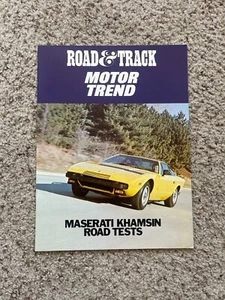 ROAD & TRACK
MOTOR
TREND
MASERATI KHAMSIN
ROAD TESTS